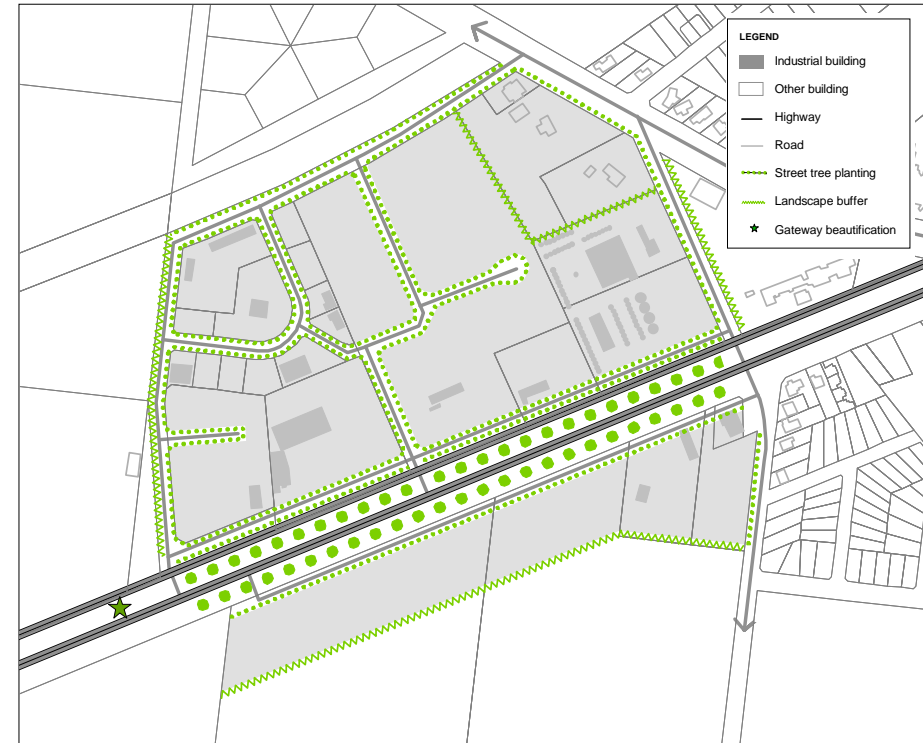 LEGEND
Industrial building
Other building
Highway
Road
Street tree planting
Landscape buffer
Gateway beautification